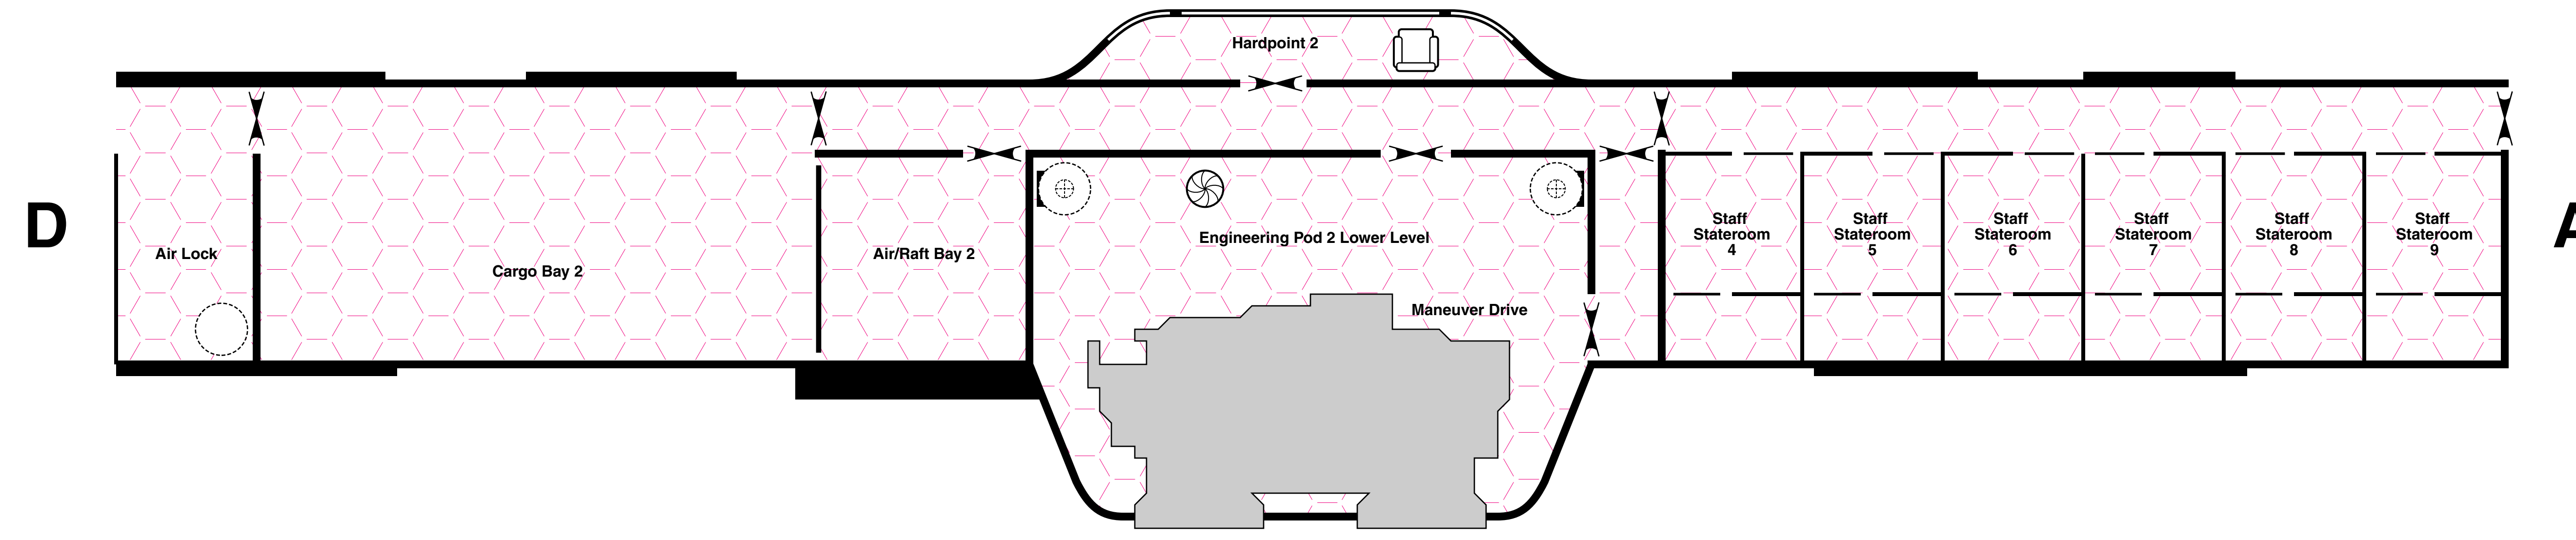 Hardpoint 2
D
Air Lock
Cargo Bay 2
Air/Raft Bay 2
Engineering Pod 2 Lower Level
Maneuver Drive
Staff
Stateroom
4
Staff
Stateroom
5
Staff
Stateroom
6
Staff
Stateroom
7
Staff
Stateroom
8
Staff
Stateroom
9
A